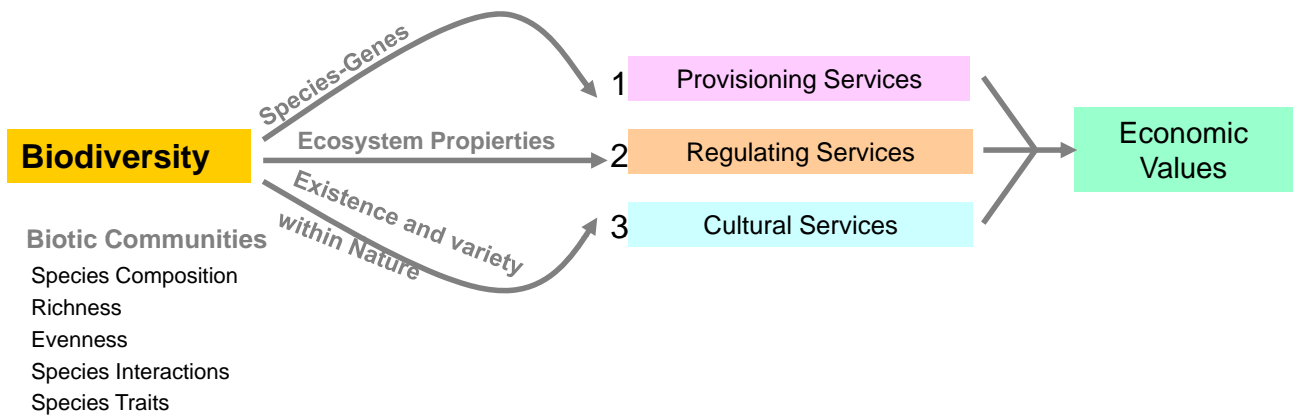 Species-Genes
1 Provisioning Services
Biodiversity
Ecosystem Propierties
2 Regulating Services
Economic
Values
Existence and variety
within Nature
3 Cultural Services
Biotic Communities
Species Composition
Richness
Evenness
Species Interactions
Species Traits